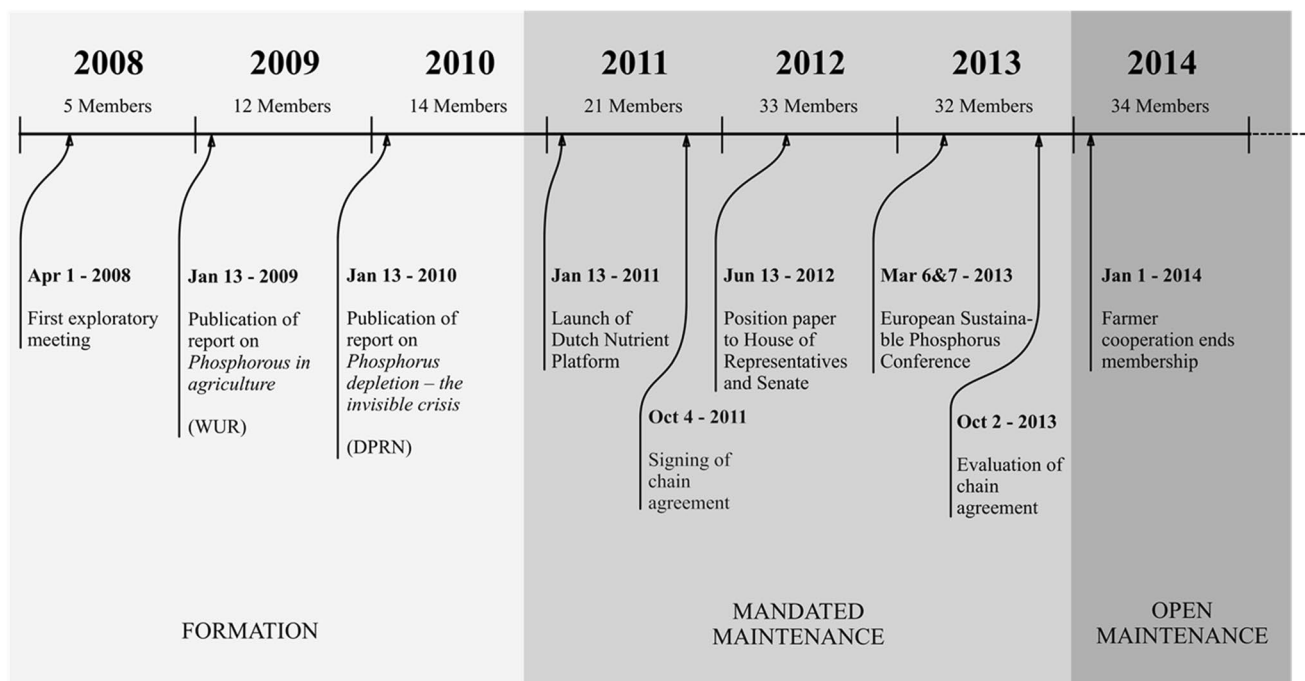 2008
5 Members
2009
12 Members
2010
14 Members
2011
21 Members
2012
33 Members
2013
32 Members
2014
34 Members
Apr 1 - 2008
First exploratory
meeting
Jan 13 - 2009
Publication of
report on
Phosphorous in
agriculture
(WUR)
Jan 13 - 2010
Publication of
report on
Phosphorus
depletion – the
invisible crisis
(DPRN)
Jan 13 - 2011
Launch of
Dutch Nutrient
Platform
Oct 4 - 2011
Signing of
chain
agreement
Jun 13 - 2012
Position paper
to House of
Representatives
and Senate
Mar 6&7 - 2013
European Sustaina-
ble Phosphorus
Conference
Oct 2 - 2013
Evaluation of
chain
agreement
Jan 1 - 2014
Farmer
cooperation ends
membership
FORMATION
MANDATED
MAINTENANCE
OPEN
MAINTENANCE